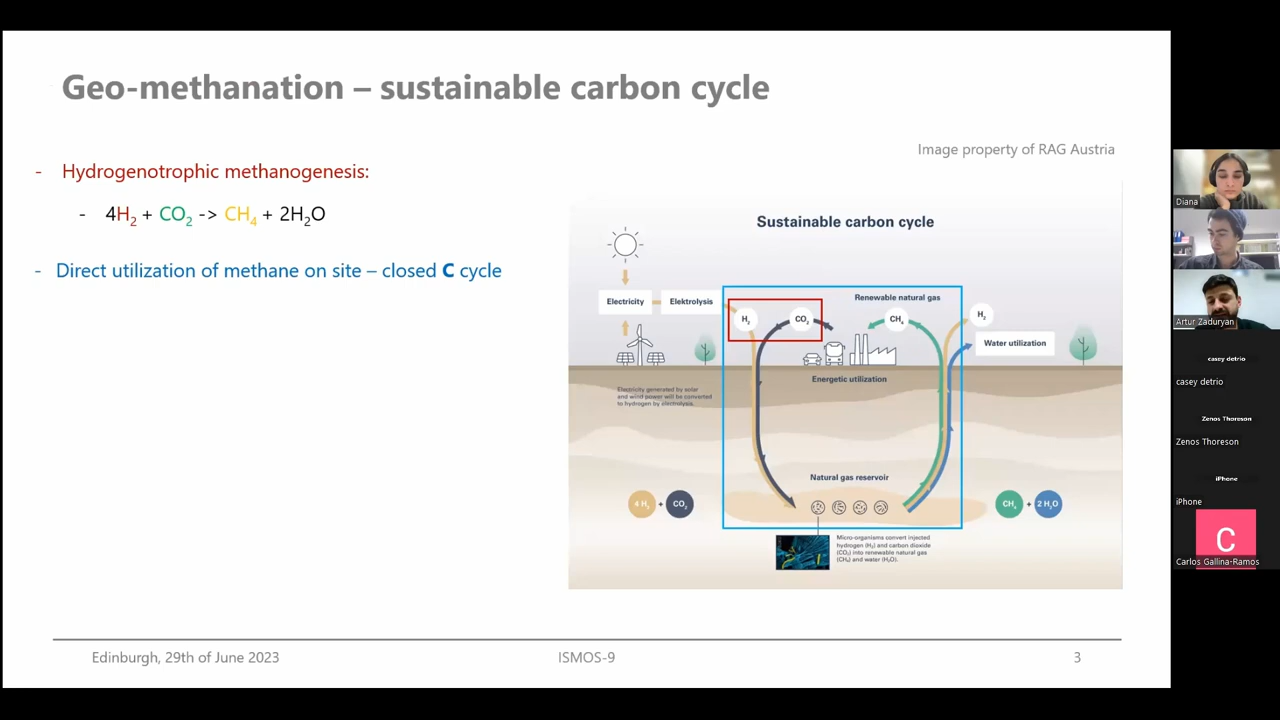 Geo-methanation – sustainable carbon cycle
Image property of RAG Austria
- Hydrogenotrophic methanogenesis:
- 4H₂ + CO₂ -> CH₄ + 2H₂O
- Direct utilization of methane on site – closed C cycle
Sustainable carbon cycle
Electricity
Elektrolysis
H₂
CO₂
Renewable natural gas
CH₄
H₂
Water utilization
Energetic utilization
Electricity generated by solar
and wind power will be converted
to hydrogen by electrolysis.
Natural gas reservoir
4 H₂ + CO₂
CH₄ + 2 H₂O
Micro-organisms convert injected
hydrogen (H₂) and carbon dioxide
(CO₂) into renewable natural gas
(CH₄) and water (H₂O).
Edinburgh, 29th of June 2023
ISMOS-9
3
Diana
Artur Zaduryan
casey detrio
casey detrio
Zenos Thoreson
Zenos Thoreson
iPhone
iPhone
C
Carlos Gallina-Ramos